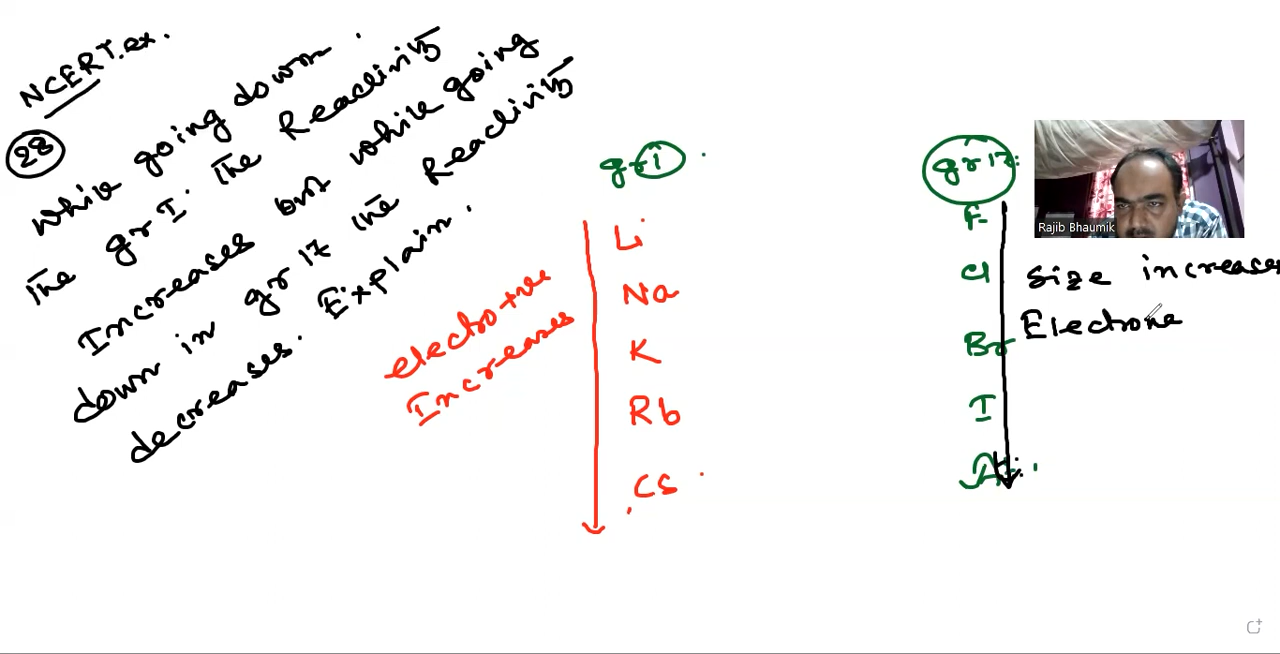 NCERT. ex.
28
while going down.
the gr I. The Reactivity
Increases but while going
down in gr 17 the Reactivity
decreases. Explain.
electro +ve
Increases
gr 1
Li
Na
K
Rb
Cs
gr 17:
F
Cl
Br
I
At
Rajib Bhaumik
Size increases
Electrone